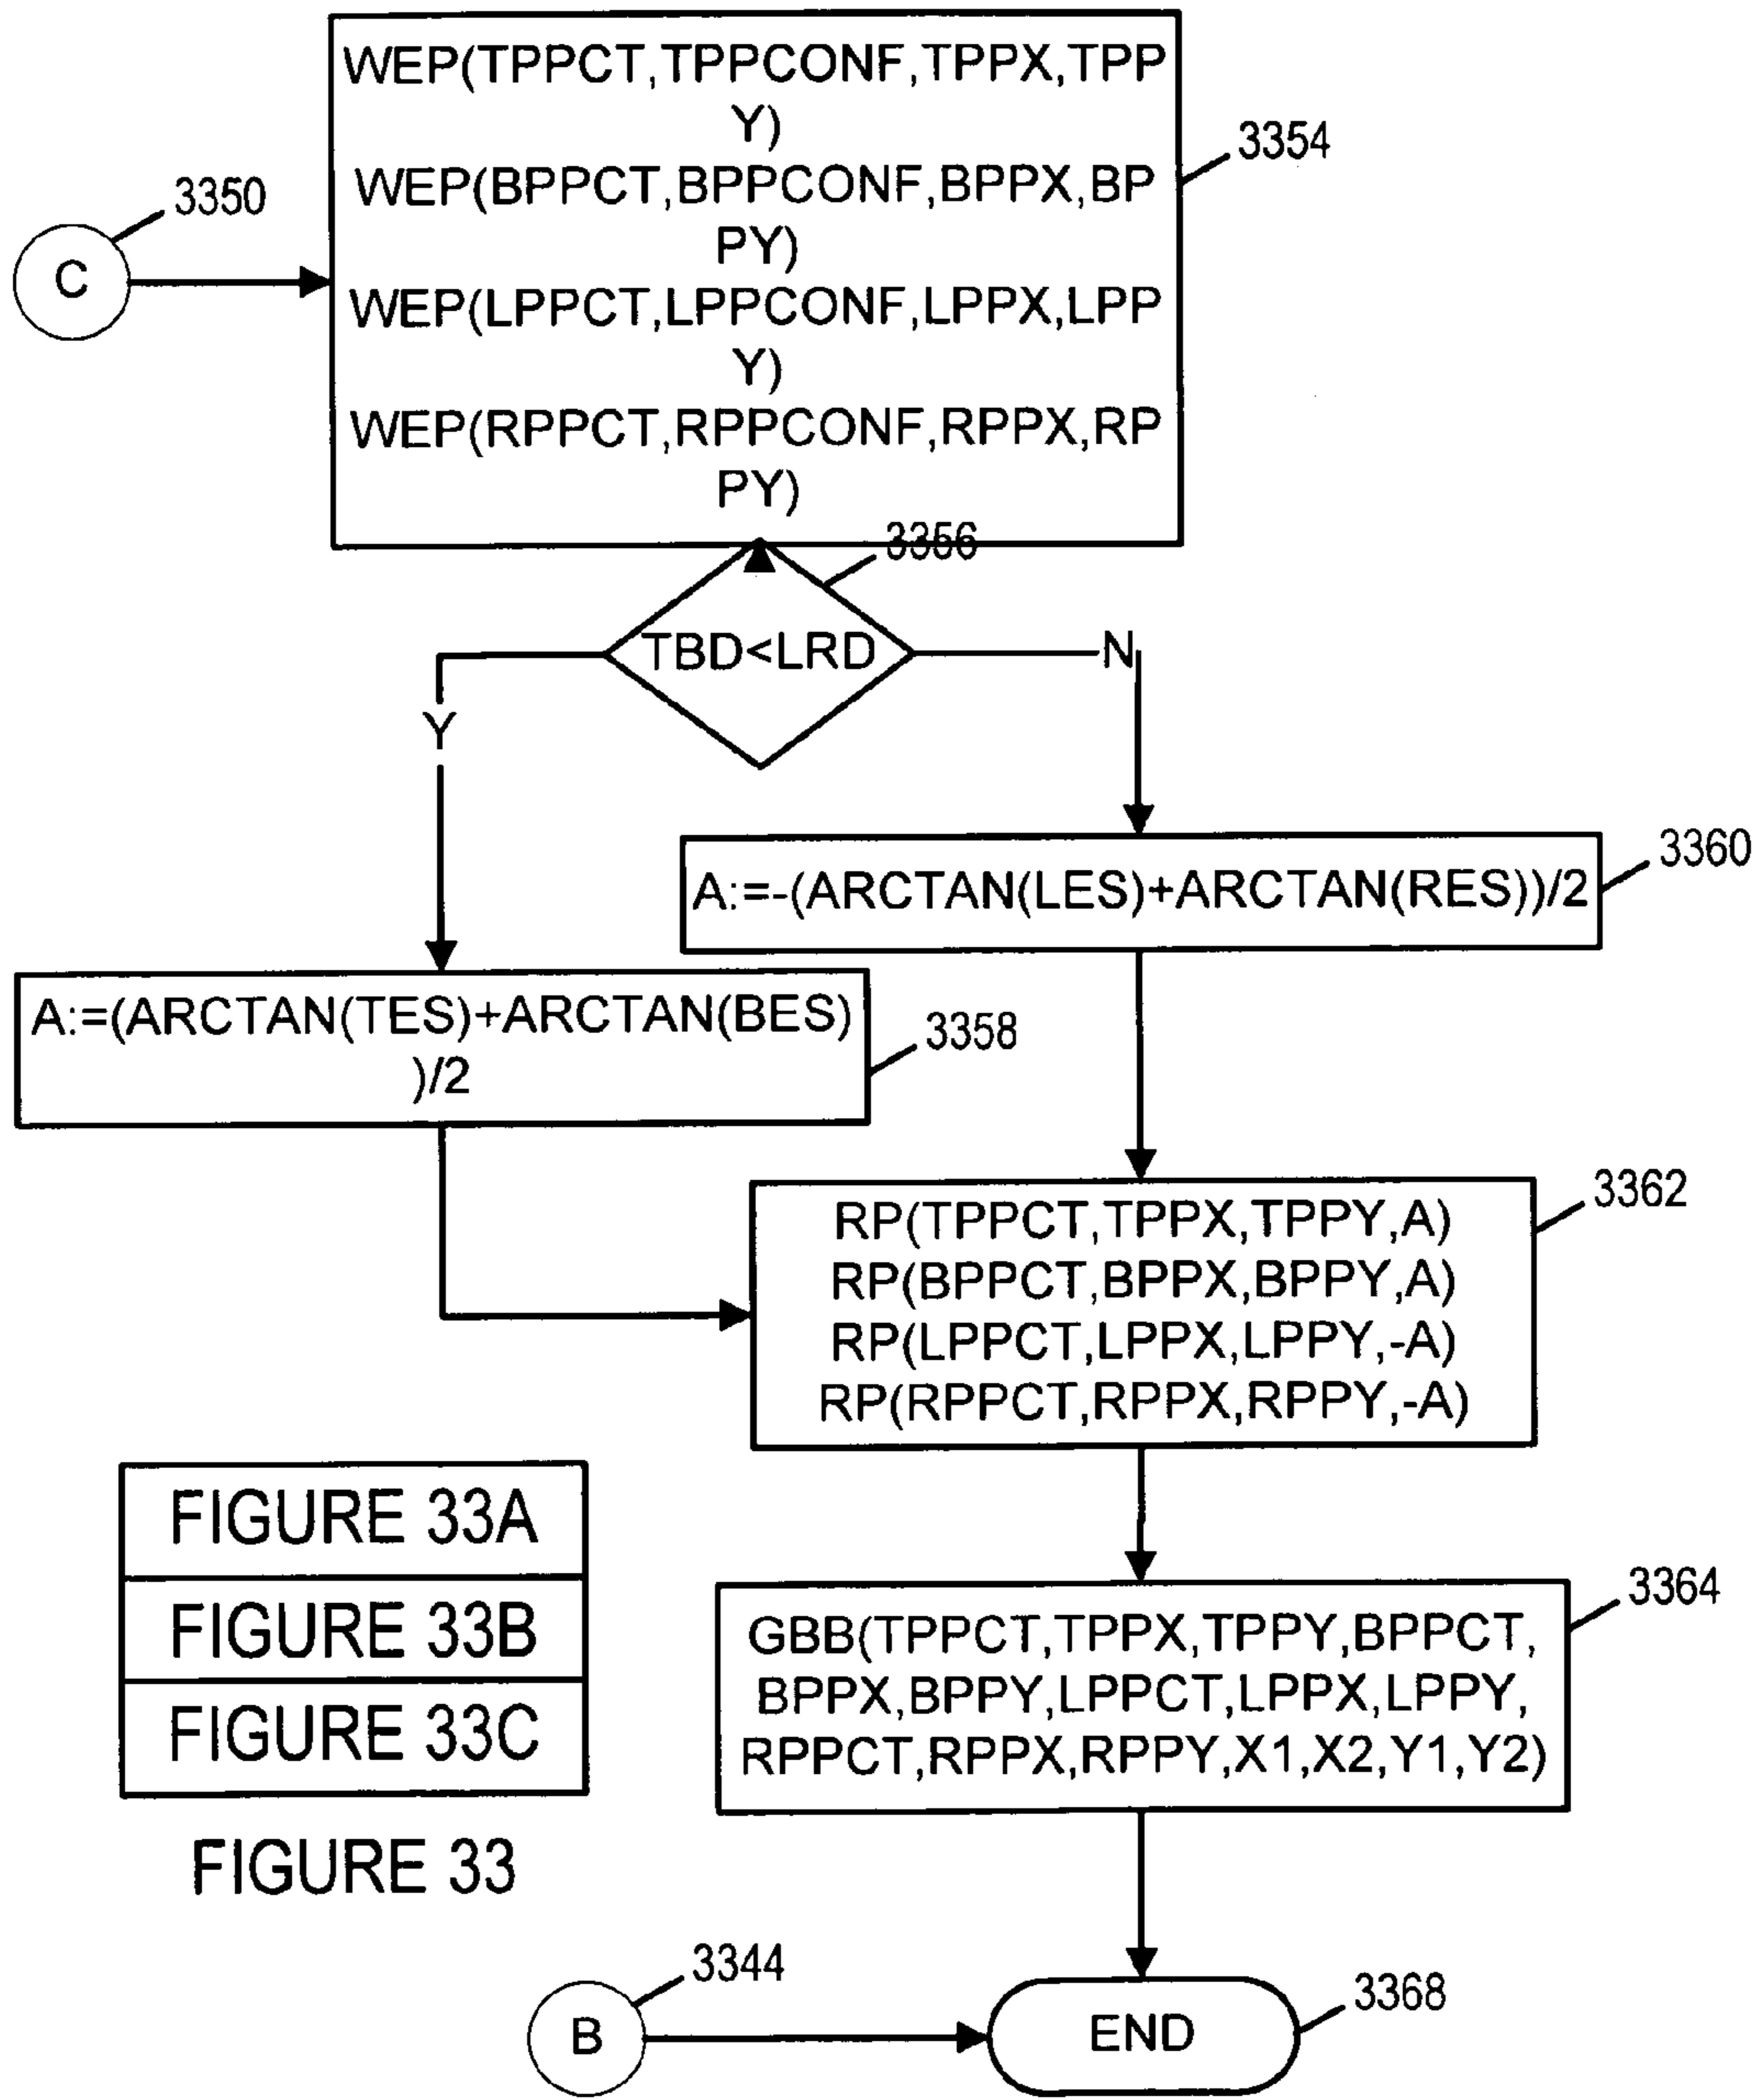 WEP(TPPCT,TPPCONF,TPPX,TPP
Y)
WEP(BPPCT,BPPCONF,BPPX,BP
PY)
WEP(LPPCT,LPPCONF,LPPX,LPP
Y)
WEP(RPPCT,RPPCONF,RPPX,RP
PY)
3354
3350
C
3356
TBD<LRD
N
Y
3360
A:=-(ARCTAN(LES)+ARCTAN(RES))/2
A:=(ARCTAN(TES)+ARCTAN(BES)
)/2
3358
3362
RP(TPPCT,TPPX,TPPY,A)
RP(BPPCT,BPPX,BPPY,A)
RP(LPPCT,LPPX,LPPY,-A)
RP(RPPCT,RPPX,RPPY,-A)
FIGURE 33A
FIGURE 33B
FIGURE 33C
FIGURE 33
3364
GBB(TPPCT,TPPX,TPPY,BPPCT,
BPPX,BPPY,LPPCT,LPPX,LPPY,
RPPCT,RPPX,RPPY,X1,X2,Y1,Y2)
3344
B
END
3368